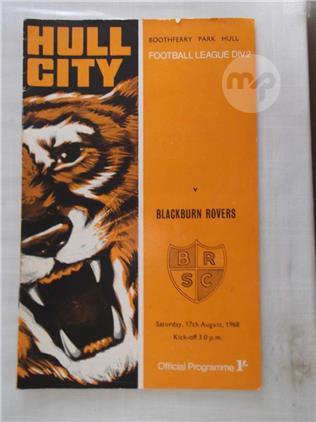 HULL
CITY
BOOTHFERRY PARK HULL
FOOTBALL LEAGUE DIV.2
v
BLACKBURN ROVERS
B R
S C
Saturday, 17th August, 1968
Kick-off 3.0 p.m.
Official Programme 1/-